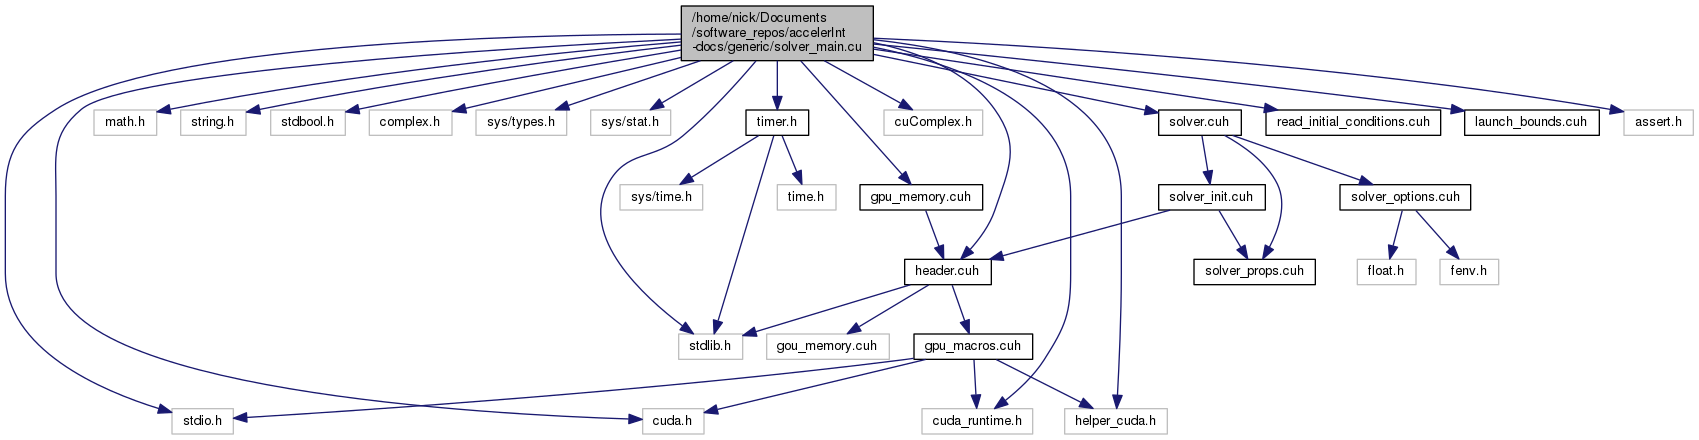 /home/nick/Documents
/software_repos/accelerInt
-docs/generic/solver_main.cu
math.h
string.h
stdbool.h
complex.h
sys/types.h
sys/stat.h
timer.h
cuComplex.h
solver.cuh
read_initial_conditions.cuh
launch_bounds.cuh
assert.h
sys/time.h
time.h
gpu_memory.cuh
solver_init.cuh
solver_options.cuh
header.cuh
solver_props.cuh
float.h
fenv.h
stdlib.h
gou_memory.cuh
gpu_macros.cuh
stdio.h
cuda.h
cuda_runtime.h
helper_cuda.h